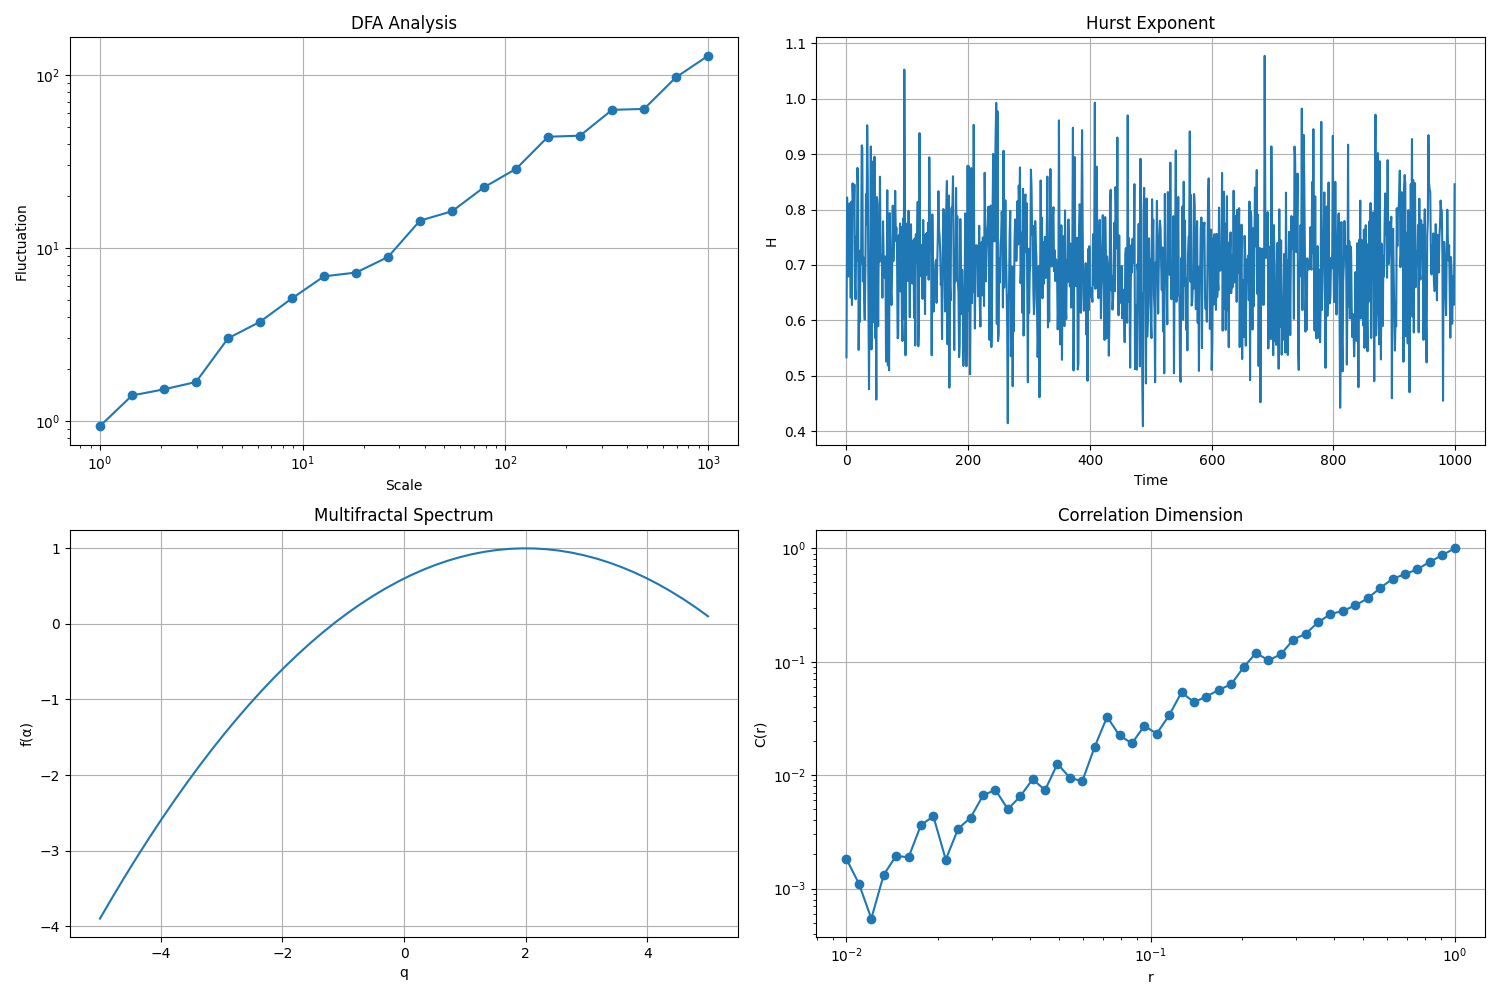 DFA Analysis
Fluctuation
10²
10¹
10⁰
10⁰ 10¹ 10² 10³
Scale
Hurst Exponent
H
1.1
1.0
0.9
0.8
0.7
0.6
0.5
0.4
0 200 400 600 800 1000
Time
Multifractal Spectrum
f(α)
1
0
−1
−2
−3
−4
−4 −2 0 2 4
q
Correlation Dimension
C(r)
10⁰
10⁻¹
10⁻²
10⁻³
10⁻² 10⁻¹ 10⁰
r